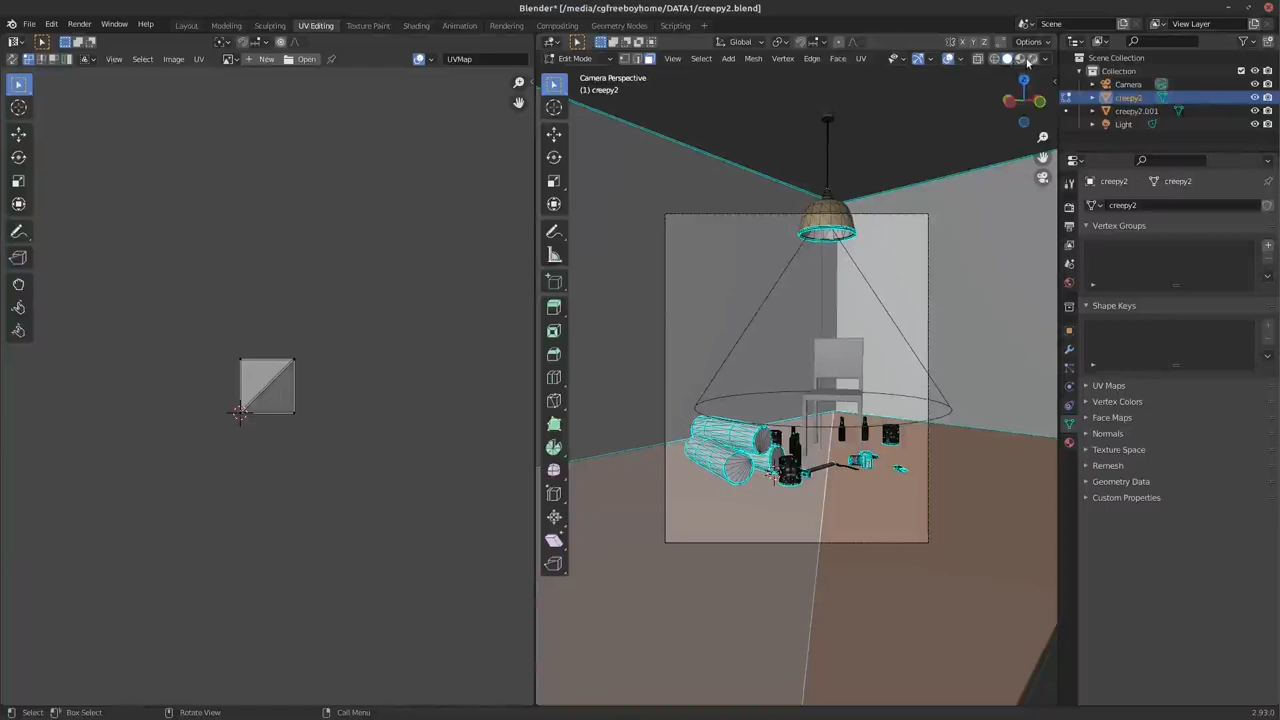 Blender* [/media/cgfreeboyhome/DATA1/creepy2.blend]
File Edit Render Window Help Layout Modeling Sculpting UV Editing Texture Paint Shading Animation Rendering Compositing Geometry Nodes Scripting Scene View Layer
Global Options
View Select Image UV New Open UVMap Edit Mode View Select Add Mesh Vertex Edge Face UV
X Y Z
Scene Collection
Collection
Camera
creepy2
creepy2.001
Light
Camera Perspective
(1) creepy2
Z
creepy2 creepy2
creepy2
Vertex Groups
Shape Keys
UV Maps
Vertex Colors
Face Maps
Normals
Texture Space
Remesh
Geometry Data
Custom Properties
Select Box Select Rotate View Call Menu 2.93.0